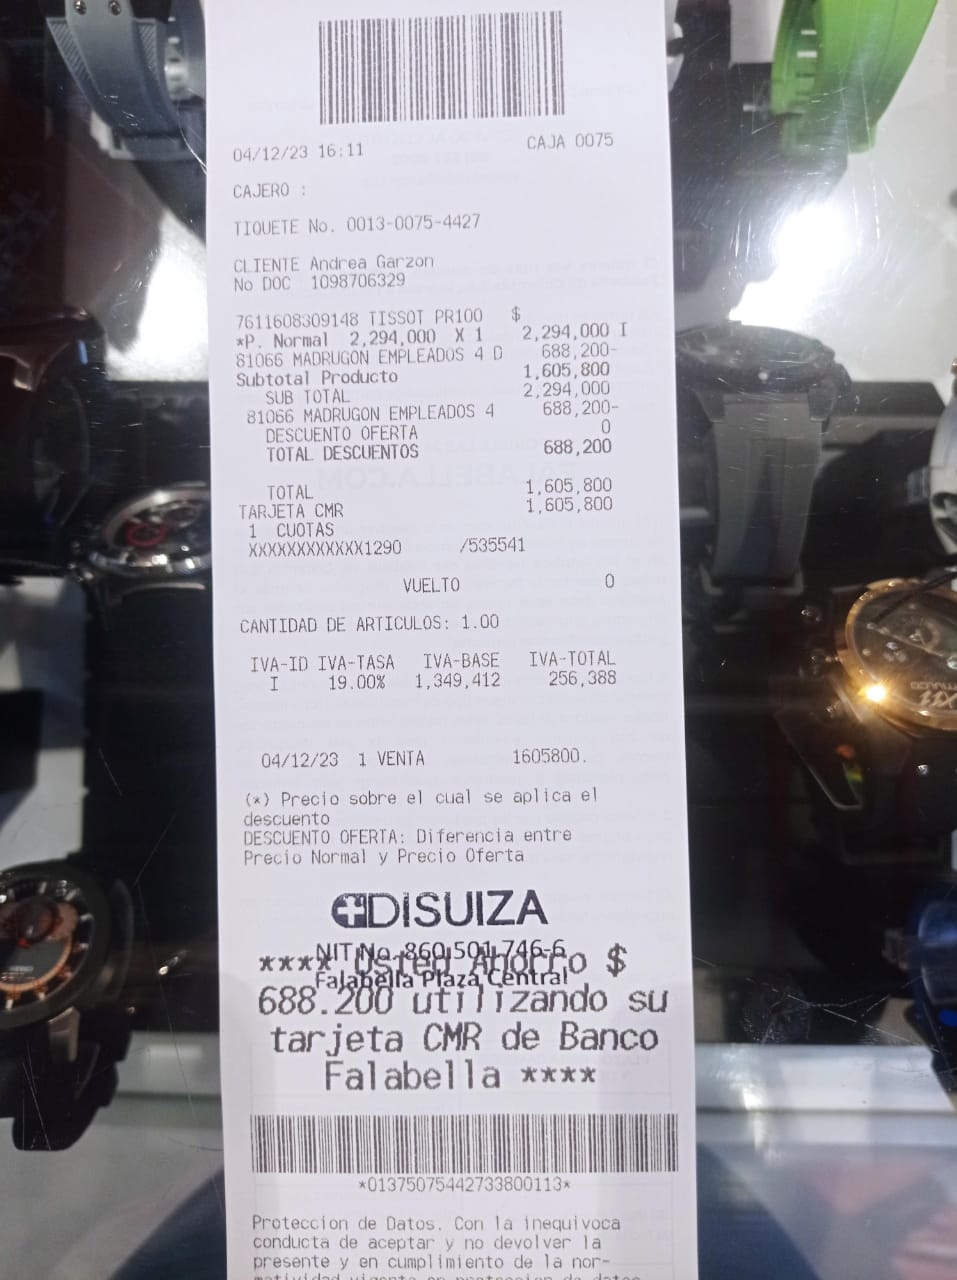 04/12/23 16:11 CAJA 0075
CAJERO :
TIQUETE No. 0013-0075-4427
CLIENTE Andrea Garzon
No DOC 1098706329
7611608309148 TISSOT PR100 $
*P. Normal 2,294,000 X 1 2,294,000 I
81066 MADRUGON EMPLEADOS 4 D 688,200-
Subtotal Producto 1,605,800
SUB TOTAL 2,294,000
81066 MADRUGON EMPLEADOS 4 688,200-
DESCUENTO OFERTA 0
TOTAL DESCUENTOS 688,200
TOTAL 1,605,800
TARJETA CMR 1,605,800
1 CUOTAS
XXXXXXXXXXXX1290 /535541
VUELTO 0
CANTIDAD DE ARTICULOS: 1.00
IVA-ID IVA-TASA IVA-BASE IVA-TOTAL
I 19.00% 1,349,412 256,388
04/12/23 1 VENTA 1605800.
(*) Precio sobre el cual se aplica el
descuento
DESCUENTO OFERTA: Diferencia entre
Precio Normal y Precio Oferta
DISUIZA
NIT No. 860.501.746-6
**** Usted Ahorro $
Falabella Plaza Central
688.200 utilizando su
tarjeta CMR de Banco
Falabella ****
*01375075442733800113*
Proteccion de Datos. Con la inequivoca
conducta de aceptar y no devolver la
presente y en cumplimiento de la nor-
matividad vigente en proteccion de datos